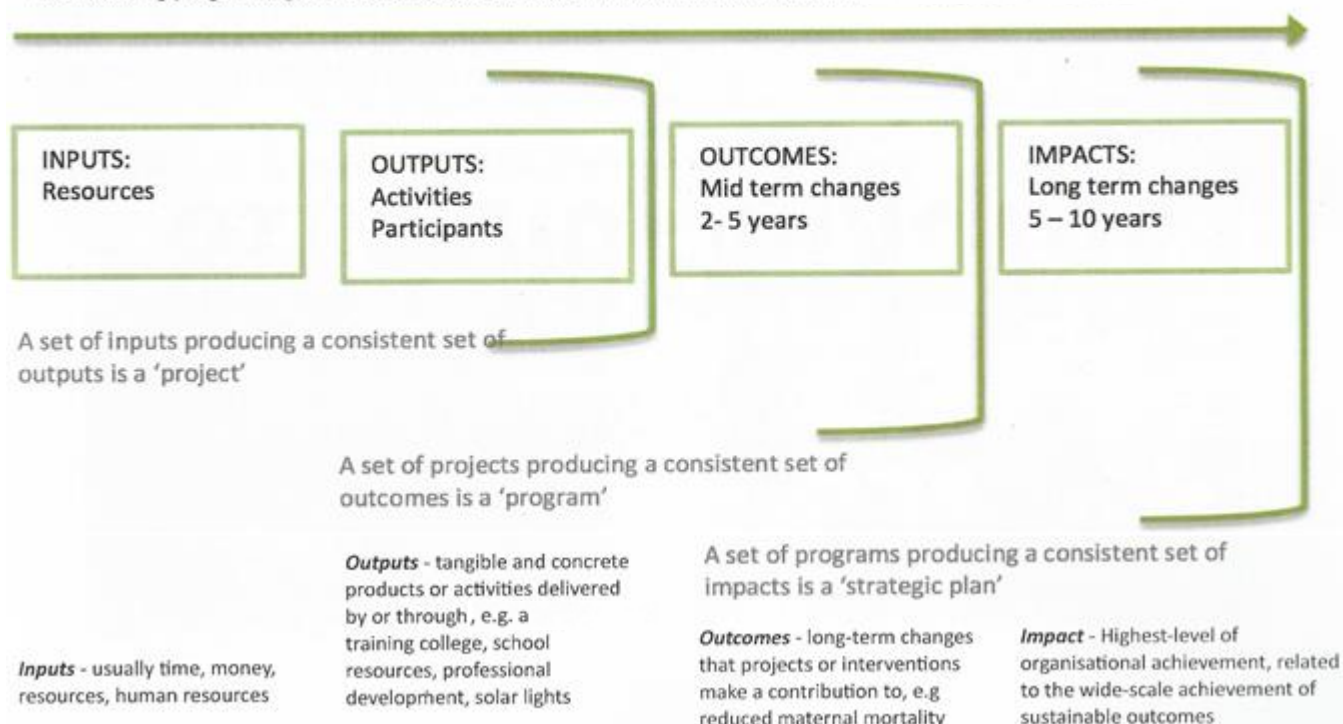 INPUTS:
Resources
OUTPUTS:
Activities
Participants
OUTCOMES:
Mid term changes
2- 5 years
IMPACTS:
Long term changes
5 – 10 years
A set of inputs producing a consistent set of
outputs is a 'project'
A set of projects producing a consistent set of
outcomes is a 'program'
A set of programs producing a consistent set of
impacts is a 'strategic plan'
Inputs - usually time, money,
resources, human resources
Outputs - tangible and concrete
products or activities delivered
by or through, e.g. a
training college, school
resources, professional
development, solar lights
Outcomes - long-term changes
that projects or interventions
make a contribution to, e.g
reduced maternal mortality
Impact - Highest-level of
organisational achievement, related
to the wide-scale achievement of
sustainable outcomes